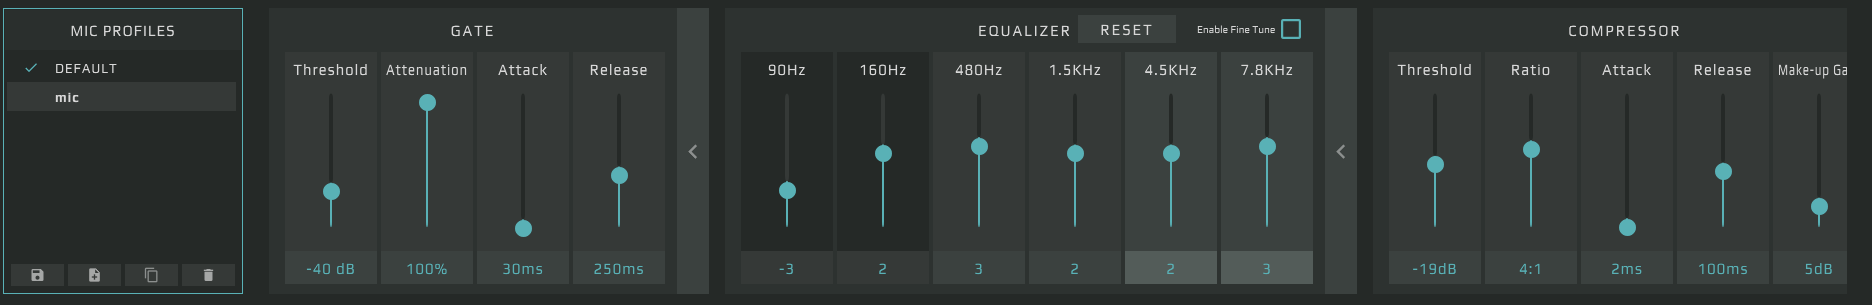 MIC PROFILES
DEFAULT
mic
GATE
Threshold Attenuation Attack Release
-40 dB 100% 30ms 250ms
EQUALIZER RESET Enable Fine Tune
90Hz 160Hz 480Hz 1.5KHz 4.5KHz 7.8KHz
-3 2 3 2 2 3
COMPRESSOR
Threshold Ratio Attack Release Make-up Ga
-19dB 4:1 2ms 100ms 5dB